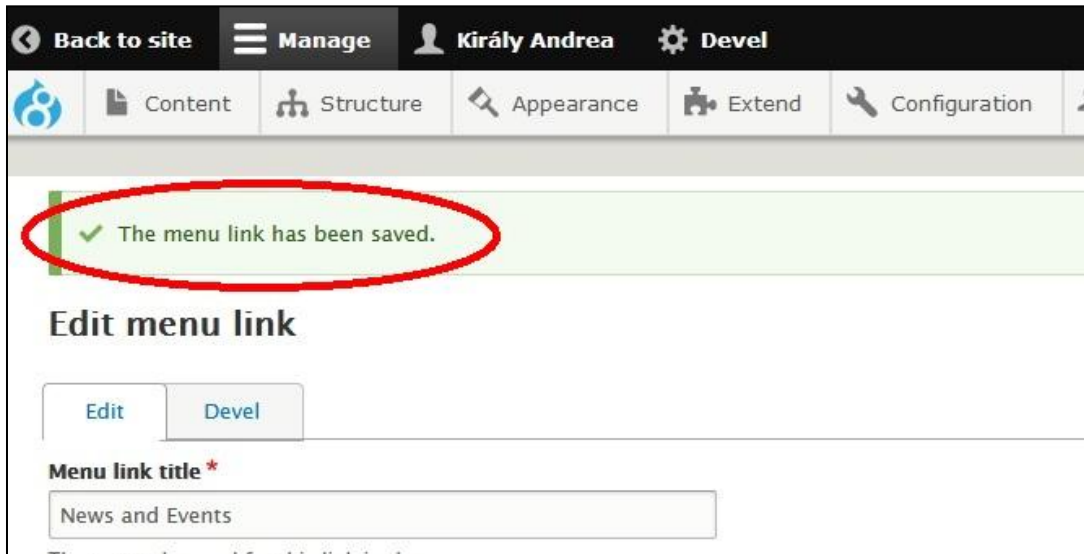 Back to site Manage Király Andrea Devel
Content Structure Appearance Extend Configuration
The menu link has been saved.
Edit menu link
Edit Devel
Menu link title *
News and Events